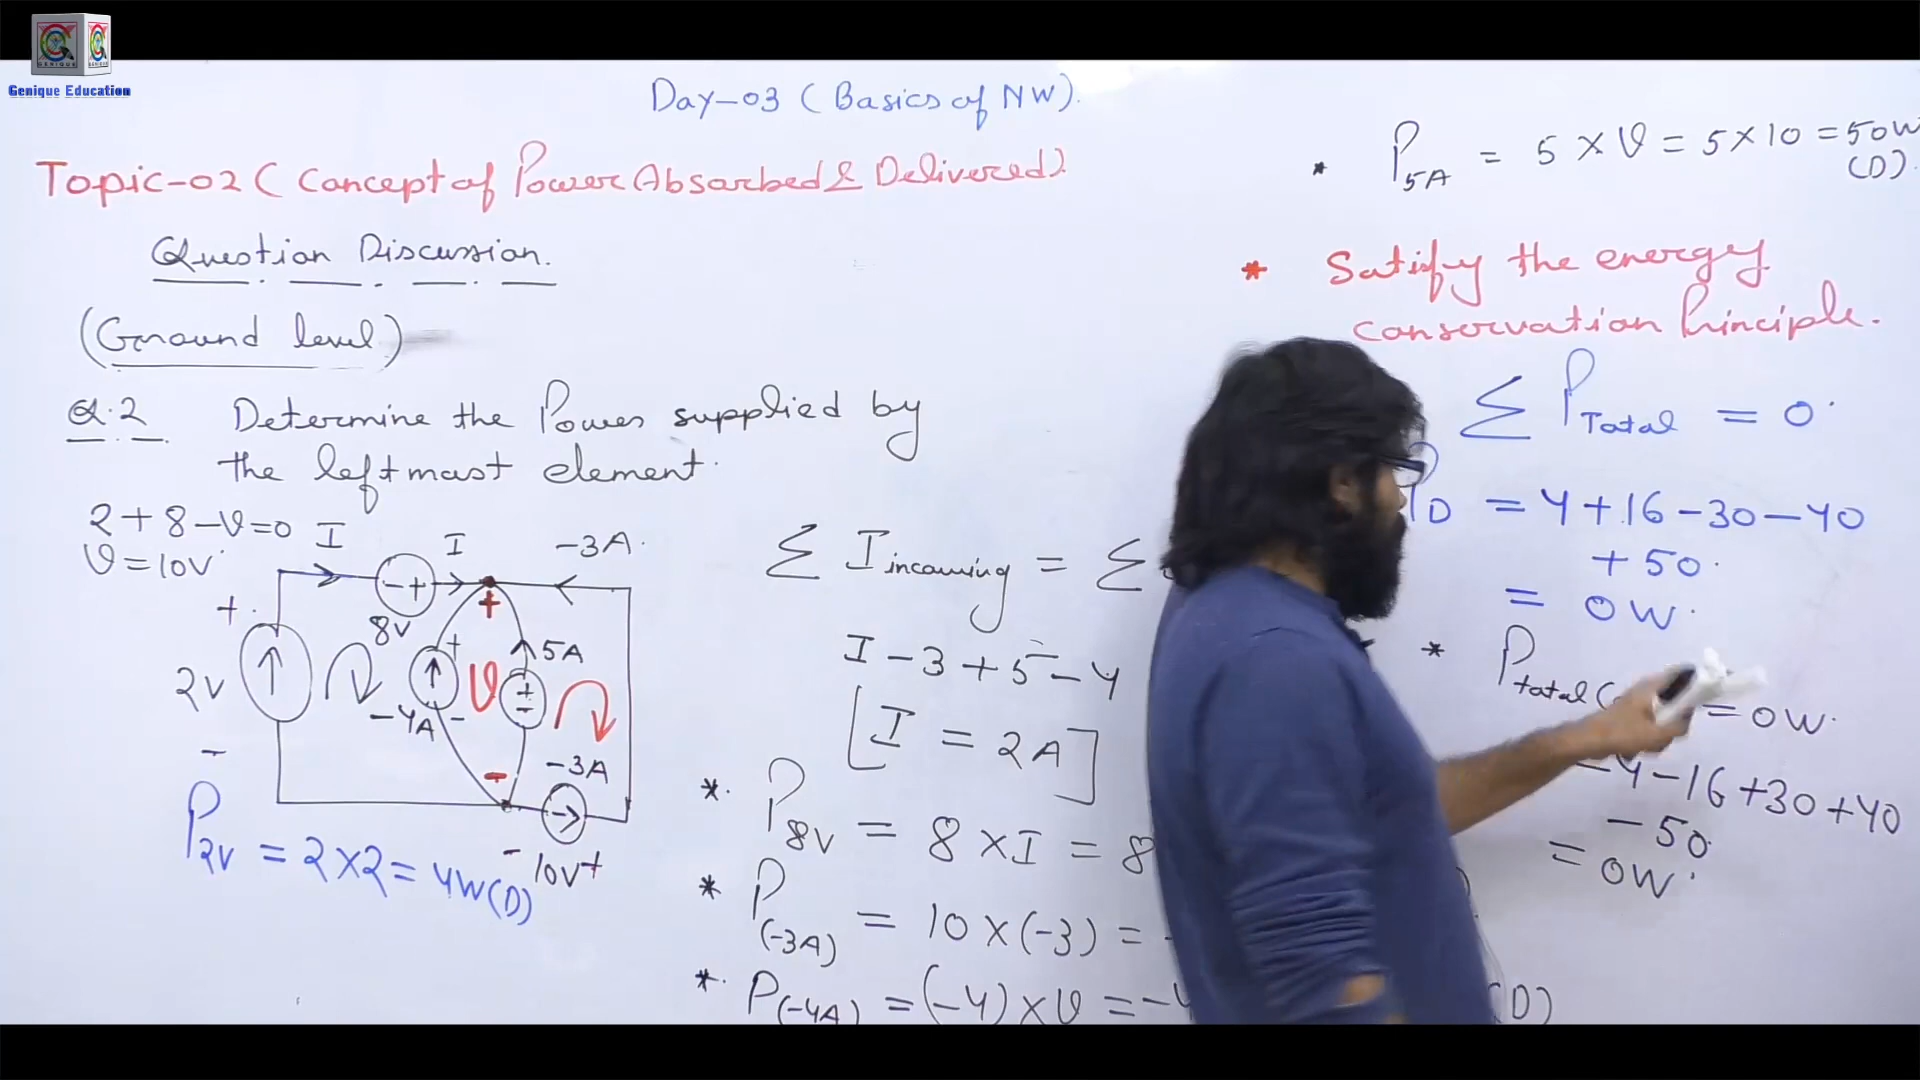 GENIQUE GENIQUE
Genique Education
Day-03 (Basics of NW).
Topic-02 (Concept of Power Absorbed & Delivered)
Question Discussion.
(Ground level)
Q.2 Determine the Power supplied by
the leftmost element.
2+8-V=0
V=10V
I
I
-3A.
+
-+
8V
+
2V
+
-4A
-
V
+
-
5A
-
-
-3A
- 10V +
P2V = 2×2 = 4W(D)
Σ Iincoming = Σ
I-3+5-4
[I = 2A]
* P8V = 8×I = 8
* P(-3A) = 10×(-3) = -
* P(-4A) = (-4)×V = -4
(D)
* P5A = 5×V = 5×10 = 50W
(D).
* Satisfy the energy
conservation Principle.
Σ PTotal = 0.
PD = 4+16-30-40
+50.
= 0W.
* Ptotal( = 0W.
-4-16+30+40
-50.
= 0W.